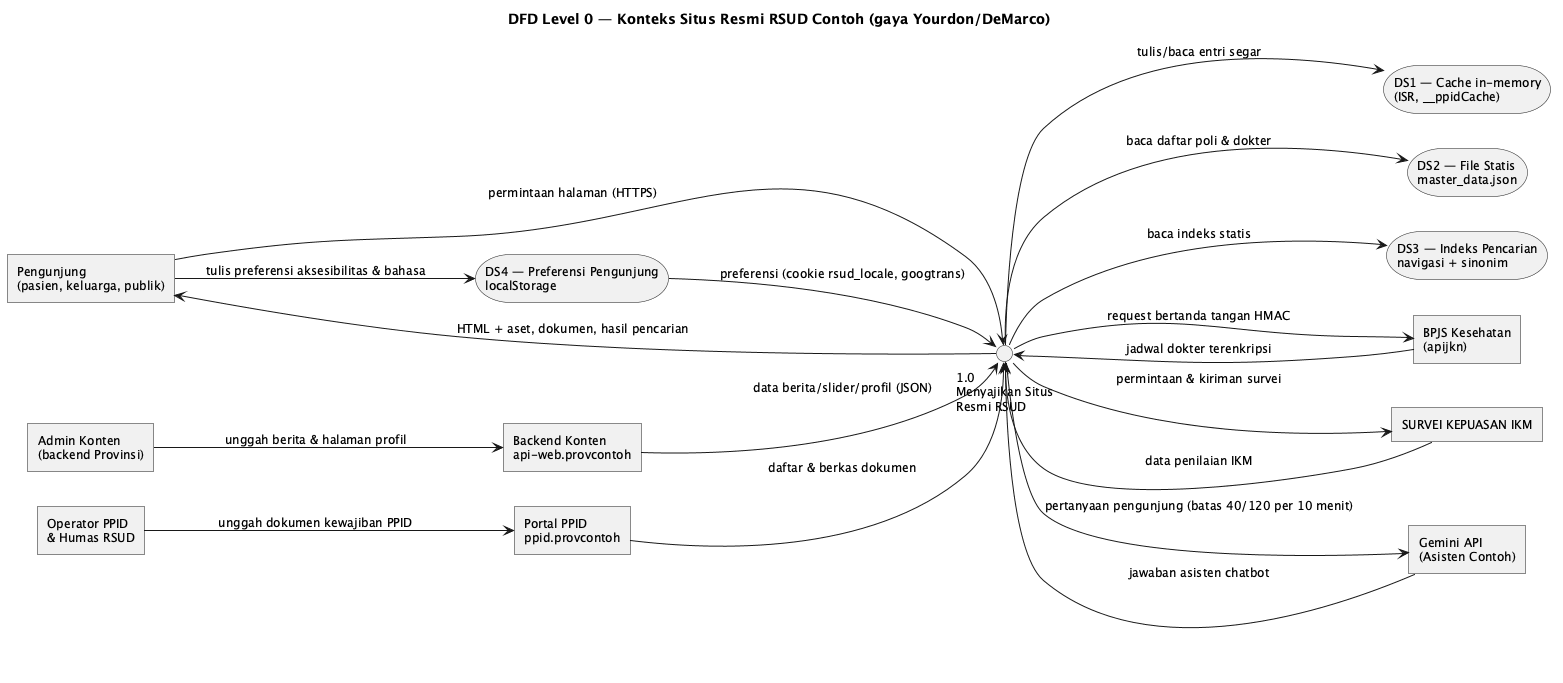 DFD Level 0 — Konteks Situs Resmi RSUD Contoh (gaya Yourdon/DeMarco)
tulis/baca entri segar
DS1 — Cache in-memory
(ISR, __ppidCache)
baca daftar poli & dokter
DS2 — File Statis
master_data.json
permintaan halaman (HTTPS)
baca indeks statis
DS3 — Indeks Pencarian
navigasi + sinonim
Pengunjung
(pasien, keluarga, publik)
tulis preferensi aksesibilitas & bahasa
DS4 — Preferensi Pengunjung
localStorage
preferensi (cookie rsud_locale, googtrans)
HTML + aset, dokumen, hasil pencarian
request bertanda tangan HMAC
BPJS Kesehatan
(apijkn)
jadwal dokter terenkripsi
1.0
Menyajikan Situs
Resmi RSUD
permintaan & kiriman survei
data berita/slider/profil (JSON)
SURVEI KEPUASAN IKM
Admin Konten
(backend Provinsi)
unggah berita & halaman profil
Backend Konten
api-web.provcontoh
data penilaian IKM
daftar & berkas dokumen
Operator PPID
& Humas RSUD
unggah dokumen kewajiban PPID
Portal PPID
ppid.provcontoh
pertanyaan pengunjung (batas 40/120 per 10 menit)
Gemini API
(Asisten Contoh)
jawaban asisten chatbot